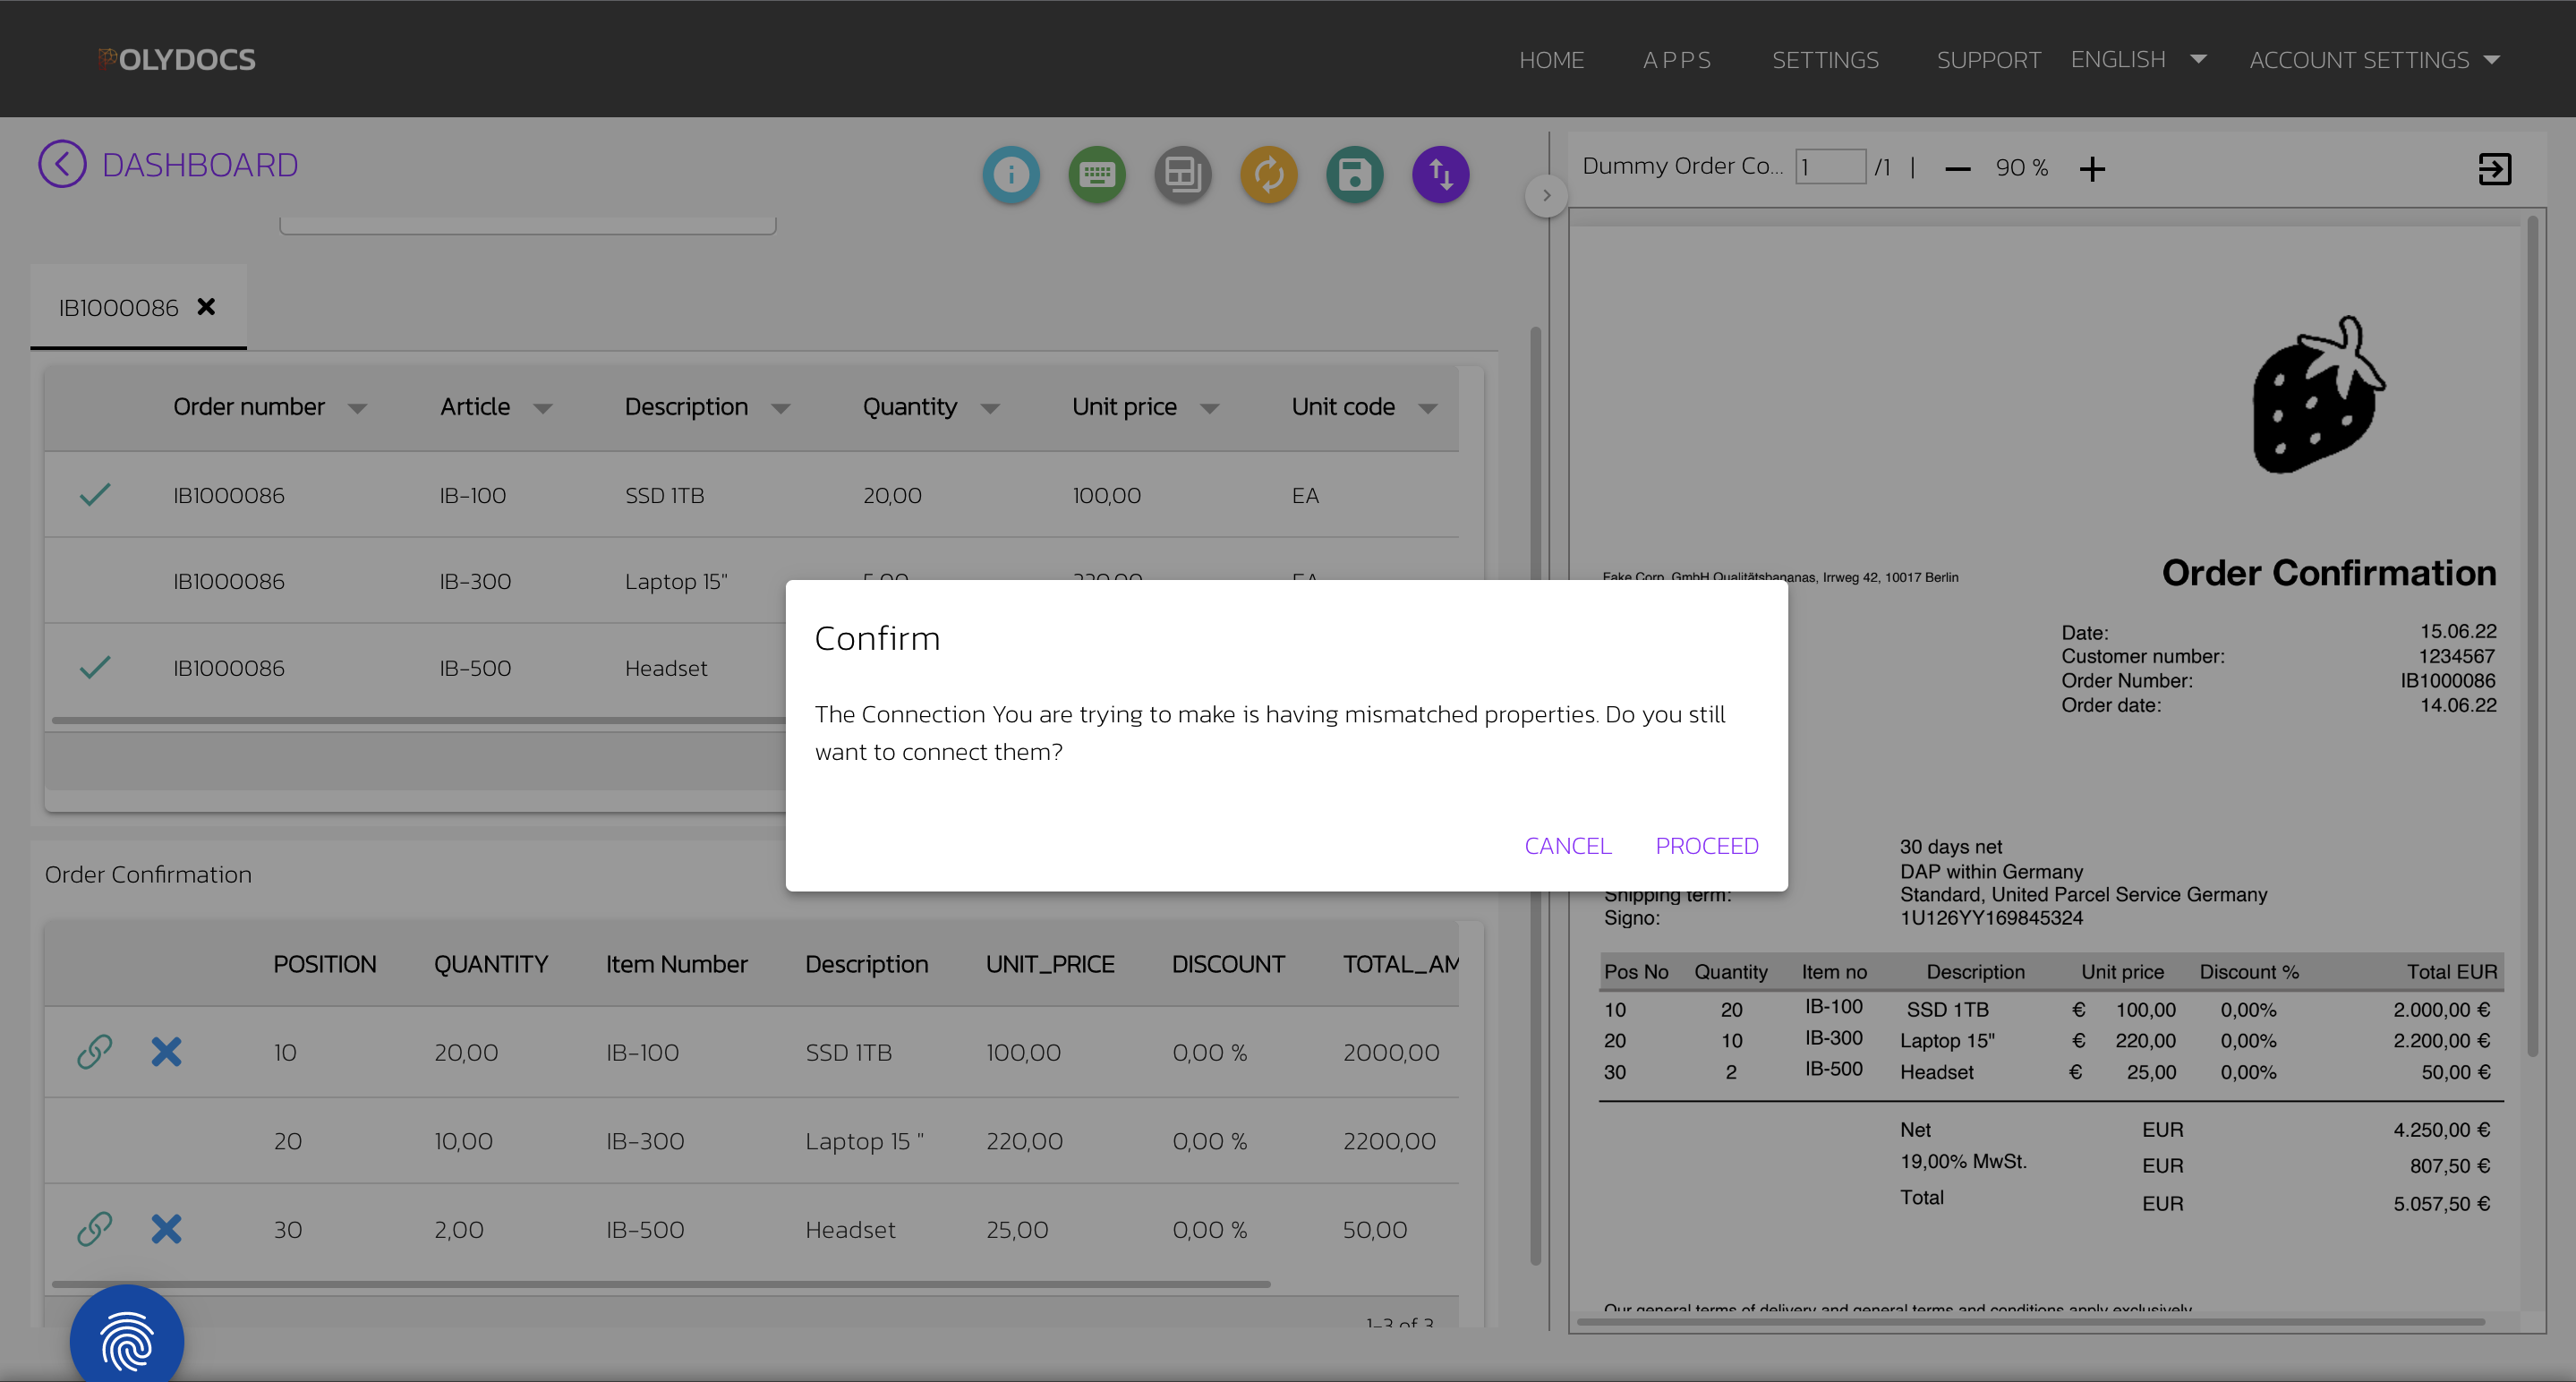 POLYDOCS
HOME APPS SETTINGS SUPPORT ENGLISH ACCOUNT SETTINGS
DASHBOARD
Dummy Order Co... 1 /1 | 90 %
IB1000086
Order number Article Description Quantity Unit price Unit code
IB1000086 IB-100 SSD 1TB 20,00 100,00 EA
IB1000086 IB-300 Laptop 15" 5,00 220,00 EA
IB1000086 IB-500 Headset
Confirm
The Connection You are trying to make is having mismatched properties. Do you still
want to connect them?
CANCEL PROCEED
Order Confirmation
POSITION QUANTITY Item Number Description UNIT_PRICE DISCOUNT TOTAL_AM
10 20,00 IB-100 SSD 1TB 100,00 0,00 % 2000,00
20 10,00 IB-300 Laptop 15 " 220,00 0,00 % 2200,00
30 2,00 IB-500 Headset 25,00 0,00 % 50,00
1-3 of 3
Fake Corp. GmbH Qualitätsbananas, Irrweg 42, 10017 Berlin
Order Confirmation
Date: 15.06.22
Customer number: 1234567
Order Number: IB1000086
Order date: 14.06.22
30 days net
DAP within Germany
Shipping term: Standard, United Parcel Service Germany
Signo: 1U126YY169845324
Pos No Quantity Item no Description Unit price Discount % Total EUR
10 20 IB-100 SSD 1TB € 100,00 0,00% 2.000,00 €
20 10 IB-300 Laptop 15" € 220,00 0,00% 2.200,00 €
30 2 IB-500 Headset € 25,00 0,00% 50,00 €
Net EUR 4.250,00 €
19,00% MwSt. EUR 807,50 €
Total EUR 5.057,50 €
Our general terms of delivery and general terms and conditions apply exclusively